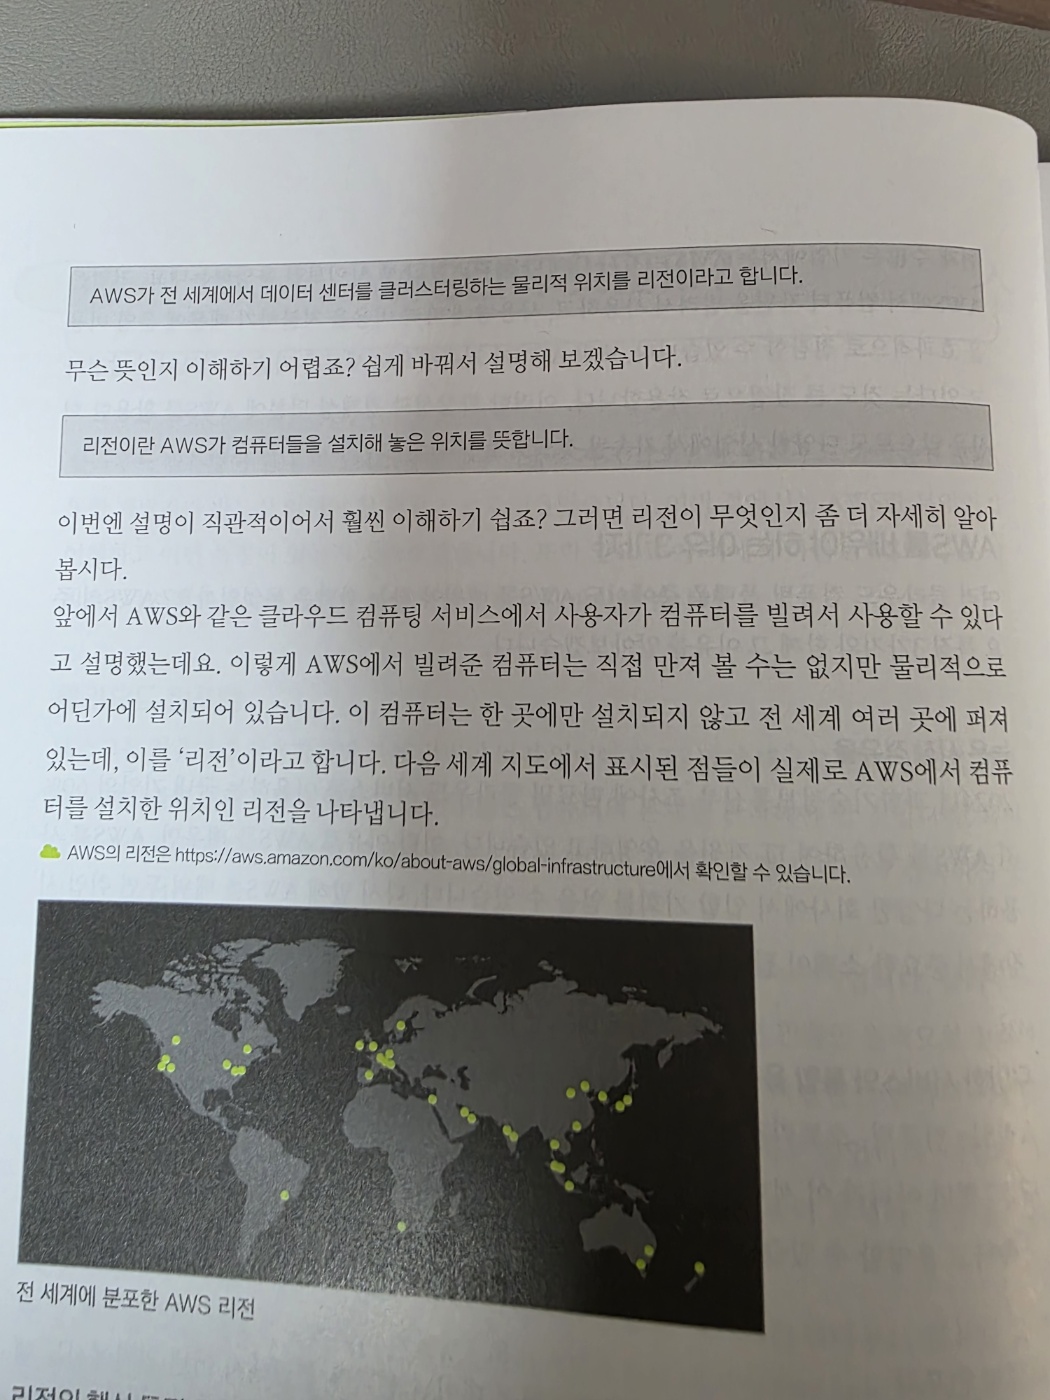 AWS가 전 세계에서 데이터 센터를 클러스터링하는 물리적 위치를 리전이라고 합니다.
무슨 뜻인지 이해하기 어렵죠? 쉽게 바꿔서 설명해 보겠습니다.
리전이란 AWS가 컴퓨터들을 설치해 놓은 위치를 뜻합니다.
이번엔 설명이 직관적이어서 훨씬 이해하기 쉽죠? 그러면 리전이 무엇인지 좀 더 자세히 알아
봅시다.
앞에서 AWS와 같은 클라우드 컴퓨팅 서비스에서 사용자가 컴퓨터를 빌려서 사용할 수 있다
고 설명했는데요. 이렇게 AWS에서 빌려준 컴퓨터는 직접 만져 볼 수는 없지만 물리적으로
어딘가에 설치되어 있습니다. 이 컴퓨터는 한 곳에만 설치되지 않고 전 세계 여러 곳에 퍼져
있는데, 이를 ‘리전’이라고 합니다. 다음 세계 지도에서 표시된 점들이 실제로 AWS에서 컴퓨
터를 설치한 위치인 리전을 나타냅니다.
AWS의 리전은 https://aws.amazon.com/ko/about-aws/global-infrastructure에서 확인할 수 있습니다.
전 세계에 분포한 AWS 리전